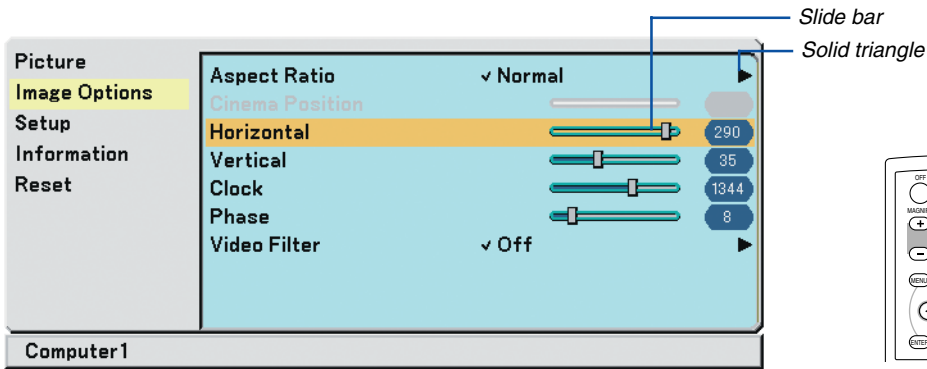 Slide bar
Solid triangle
Picture
Image Options
Setup
Information
Reset
Aspect Ratio ✓ Normal
Cinema Position
Horizontal 290
Vertical 35
Clock 1344
Phase 8
Video Filter ✓ Off
Computer1
OFF
+
−
MENU
ENTER